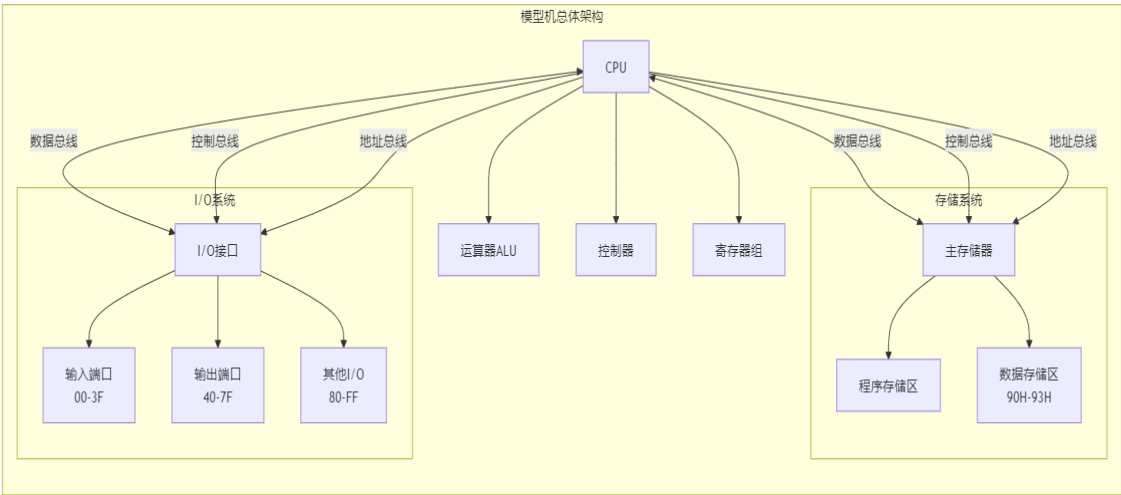 模型机总体架构
CPU
数据总线
控制总线
地址总线
数据总线
控制总线
地址总线
I/O系统
存储系统
I/O接口
运算器ALU
控制器
寄存器组
主存储器
输入端口
00-3F
输出端口
40-7F
其他I/O
80-FF
程序存储区
数据存储区
90H-93H